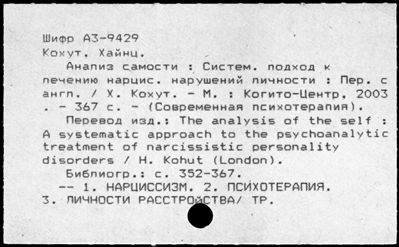 Шифр А3-9429
Кохут, Хайнц.
Анализ самости : Систем. подход к
лечению нарцис. нарушений личности : Пер. с
англ. / Х. Кохут. - М. : Когито-Центр, 2003
. - 367 с. - (Современная психотерапия).
Перевод изд.: The analysis of the self :
A systematic approach to the psychoanalytic
treatment of narcissistic personality
disorders / H. Kohut (London).
Библиогр.: с. 352-367.
-- 1. НАРЦИССИЗМ. 2. ПСИХОТЕРАПИЯ.
3. ЛИЧНОСТИ РАССТРОЙСТВА/ ТР.